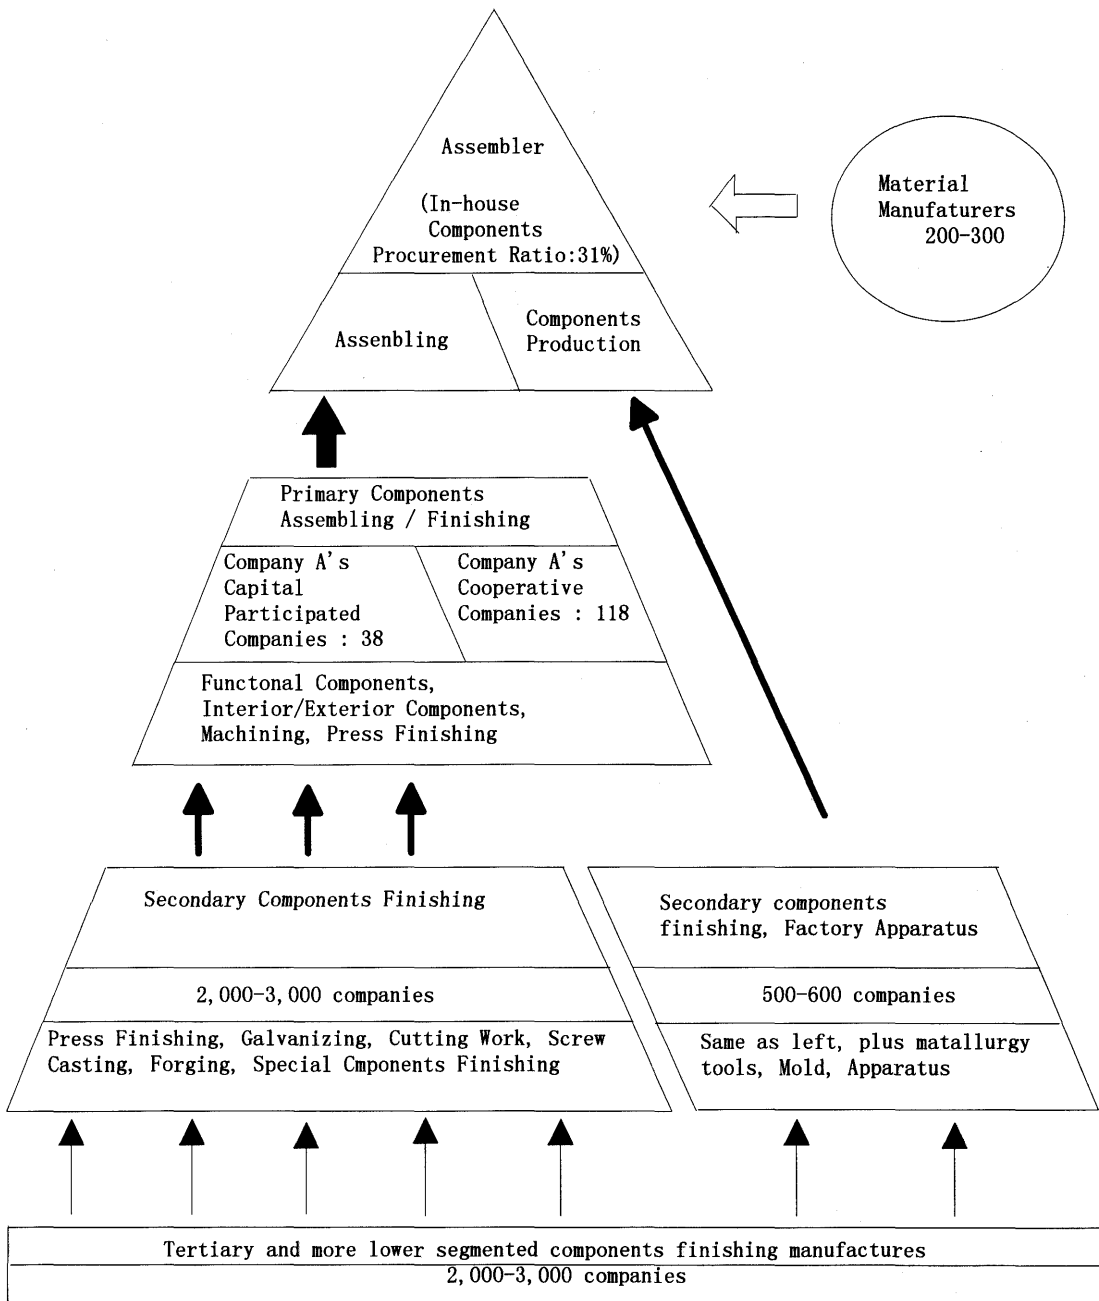 Assembler
(In-house
Components
Procurement Ratio:31%)
Assenbling
Components
Production
Material
Manufaturers
200-300
Primary Components
Assembling / Finishing
Company A's
Capital
Participated
Companies : 38
Company A's
Cooperative
Companies : 118
Functonal Components,
Interior/Exterior Components,
Machining, Press Finishing
Secondary Components Finishing
2,000-3,000 companies
Press Finishing, Galvanizing, Cutting Work, Screw
Casting, Forging, Special Cmponents Finishing
Secondary components
finishing, Factory Apparatus
500-600 companies
Same as left, plus matallurgy
tools, Mold, Apparatus
Tertiary and more lower segmented components finishing manufactures
2,000-3,000 companies